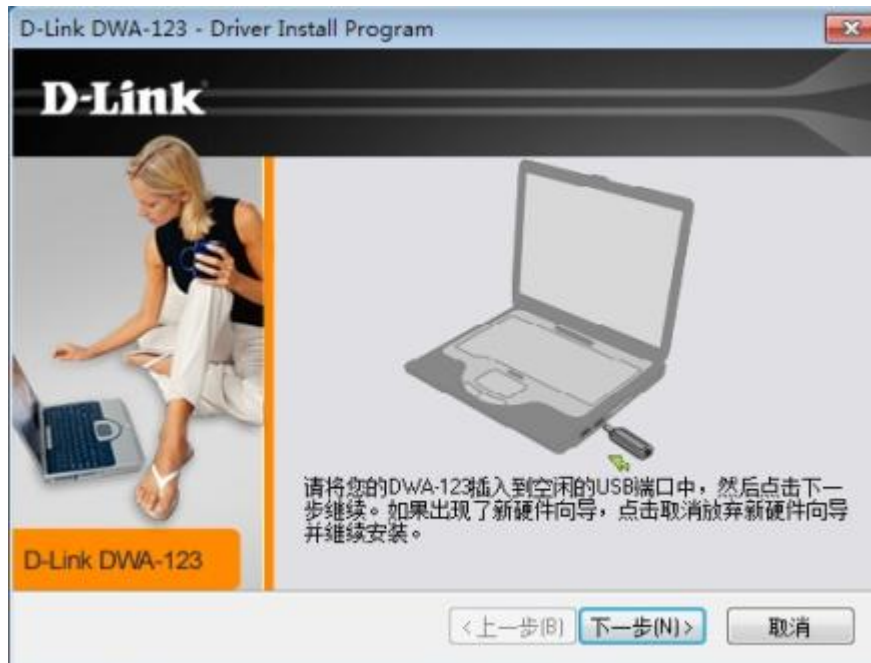 D-Link DWA-123 - Driver Install Program
D-Link
请将您的DWA-123插入到空闲的USB端口中，然后点击下一
步继续。如果出现了新硬件向导，点击取消放弃新硬件向导
并继续安装。
D-Link DWA-123
<上一步(B) 下一步(N)> 取消